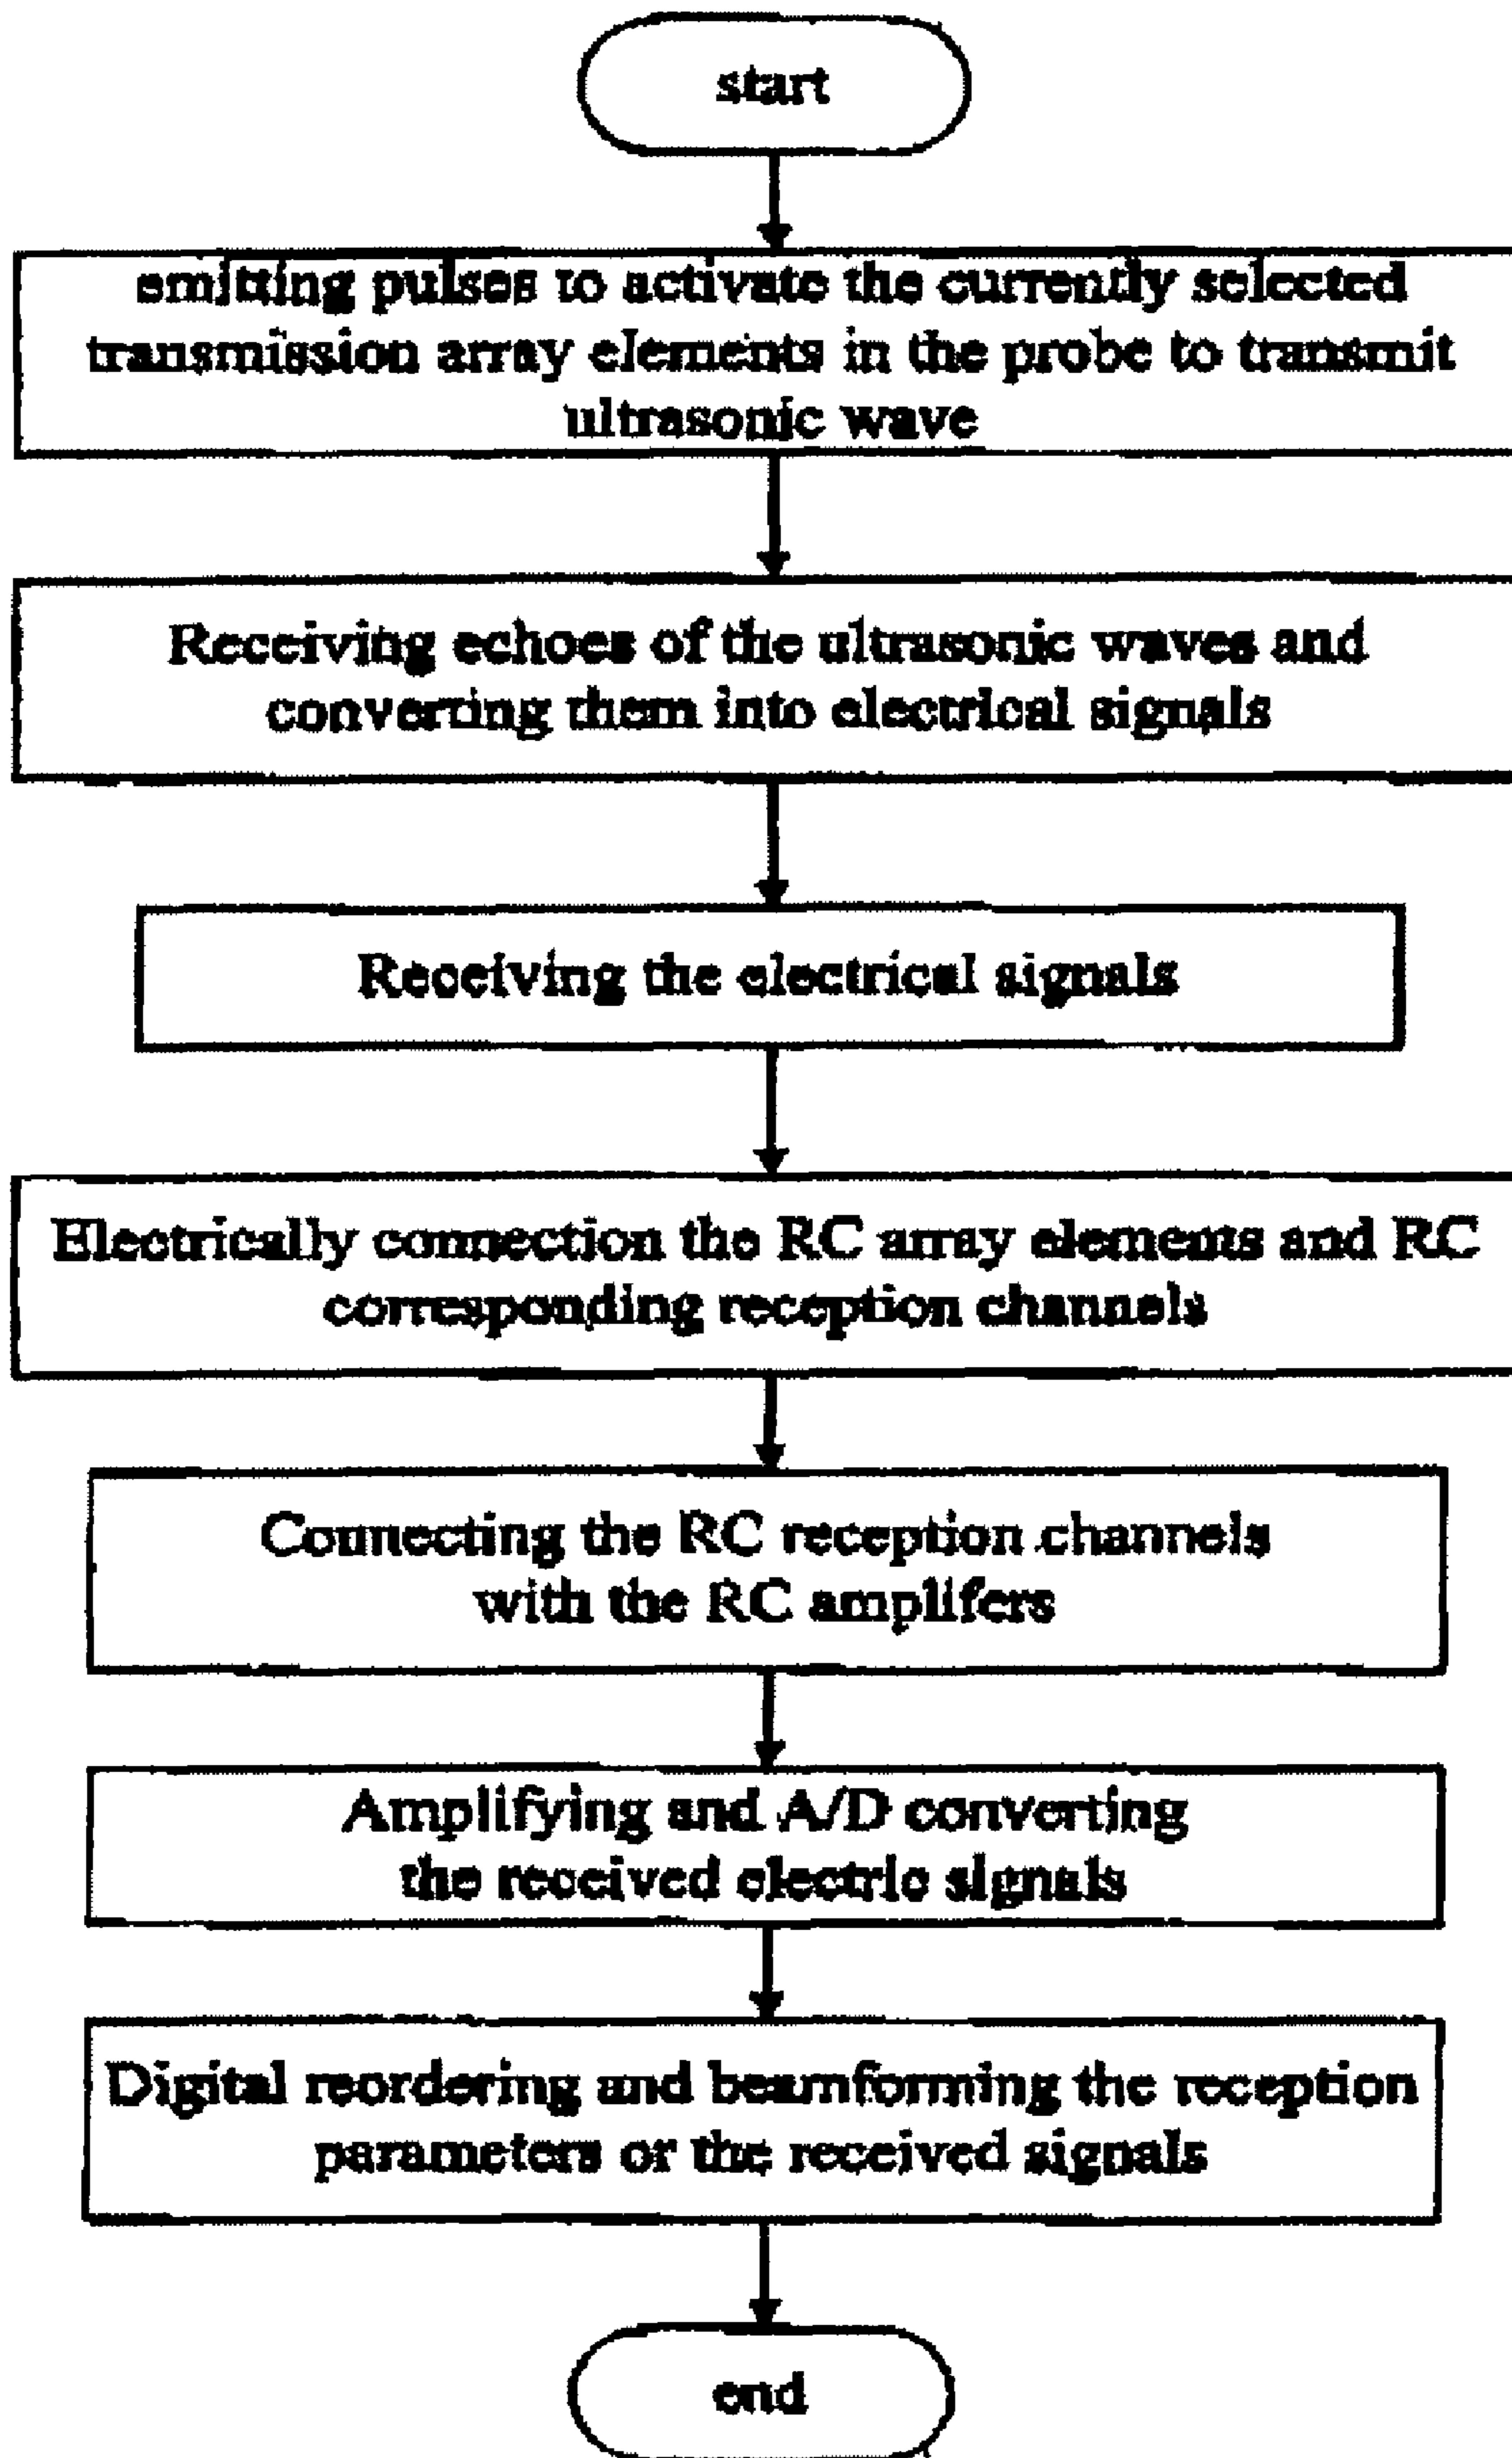 start
emitting pulses to activate the currently selected
transmission array elements in the probe to transmit
ultrasonic wave
Receiving echoes of the ultrasonic waves and
converting them into electrical signals
Receiving the electrical signals
Electrically connection the RC array elements and RC
corresponding reception channels
Connecting the RC reception channels
with the RC amplifers
Amplifying and A/D converting
the received electric signals
Digital reordering and beamforming the reception
parameters or the received signals
end